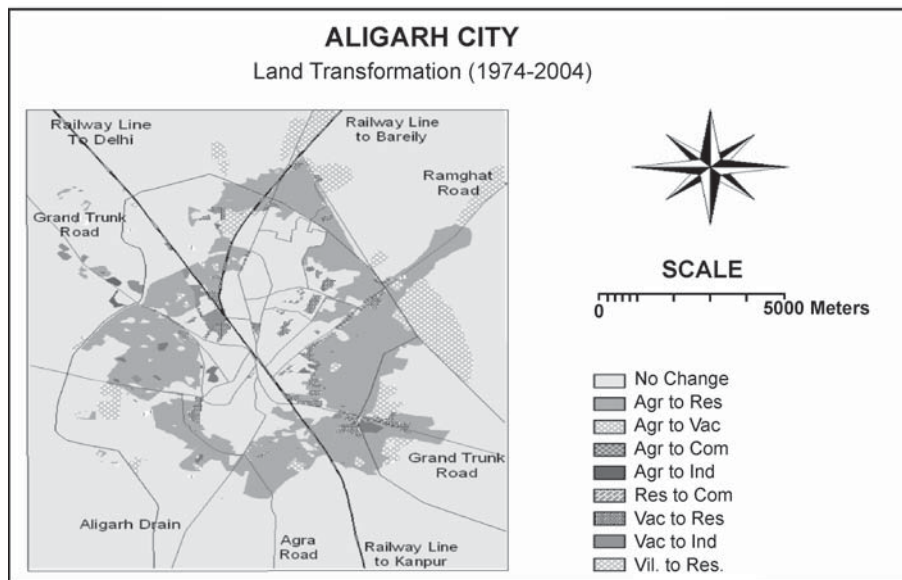 ALIGARH CITY
Land Transformation (1974-2004)
Railway Line
To Delhi
Railway Line
to Bareily
Ramghat
Road
Grand Trunk
Road
Grand Trunk
Road
Aligarh Drain
Agra
Road
Railway Line
to Kanpur
SCALE
0 5000 Meters
No Change
Agr to Res
Agr to Vac
Agr to Com
Agr to Ind
Res to Com
Vac to Res
Vac to Ind
Vil. to Res.